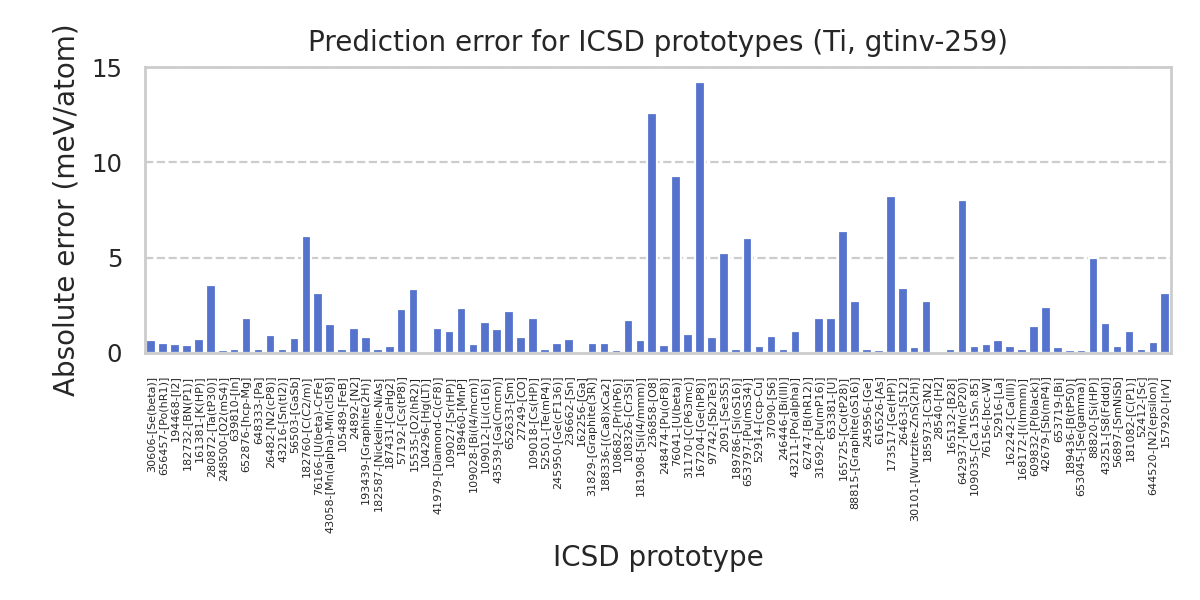 Prediction error for ICSD prototypes (Ti, gtinv-259)
Absolute error (meV/atom)
15
10
5
0
30606-[Se(beta)]
656457-[Po(hR1)]
194468-[I2]
182732-[BN(P1)]
161381-[K(HP)]
280872-[Ga(P30)]
248500-[O2(mS4)]
639810-[In]
652876-[hcp-Mg]
648333-[Pa]
26482-[N2(cP8)]
43216-[Sn(tI2)]
56503-[GaSb]
182760-[C(C2/m)]
76166-[U(beta)-CrFe]
43058-[Mn(alpha)-Mn(cI58)]
105489-[FeB]
24892-[N2]
193439-[Graphite(2H)]
182587-[Nickeline-NiAs]
187431-[CaHg2]
57192-[Cs(tP8)]
15535-[O2(hR2)]
104296-[Hg(LT)]
41979-[Diamond-C(cF8)]
109027-[Sr(HP)]
189460-[MnP]
109028-[Bi(I4/mcm)]
109012-[Li(cI16)]
43539-[Ga(Cmcm)]
652633-[Sm]
27249-[CO]
109018-[Cs(HP)]
52501-[Te(mP4)]
245950-[Ge(cF136)]
236662-[Sn]
162256-[Ga]
31829-[Graphite(3R)]
188336-[(Ca8)xCa2]
108682-[Pr(hP6)]
108326-[Cr3Si]
181908-[Si(I4/mmm)]
236858-[O8]
248474-[Pu(oF8)]
76041-[U(beta)]
31170-[C(P63mc)]
167204-[Ge(hP8)]
97742-[Sb2Te3]
2091-[Se3S5]
189786-[Si(oS16)]
653797-[Pu(mS34)]
52914-[ccp-Cu]
37090-[S6]
246446-[Bi(III)]
43211-[Po(alpha)]
62747-[B(hR12)]
31692-[Pu(mP16)]
653381-[U]
165725-[Co(tP28)]
88815-[Graphite(oS16)]
245956-[Ge]
616526-[As]
173517-[Ge(HP)]
26463-[S12]
30101-[Wurtzite-ZnS(2H)]
185973-[C3N2]
28540-[H2]
165132-[B28]
642937-[Mn(cP20)]
109035-[Ca.15Sn.85]
76156-[bcc-W]
52916-[La]
162242-[Ca(III)]
168172-[I(Immm)]
609832-[P(black)]
42679-[Sb(mP4)]
653719-[Bi]
189436-[B(tP50)]
653045-[Se(gamma)]
88820-[Si(HP)]
43251-[S8(Fddd)]
56897-[SmNiSb]
181082-[C(P1)]
52412-[Sc]
644520-[N2(epsilon)]
157920-[IrV]
ICSD prototype